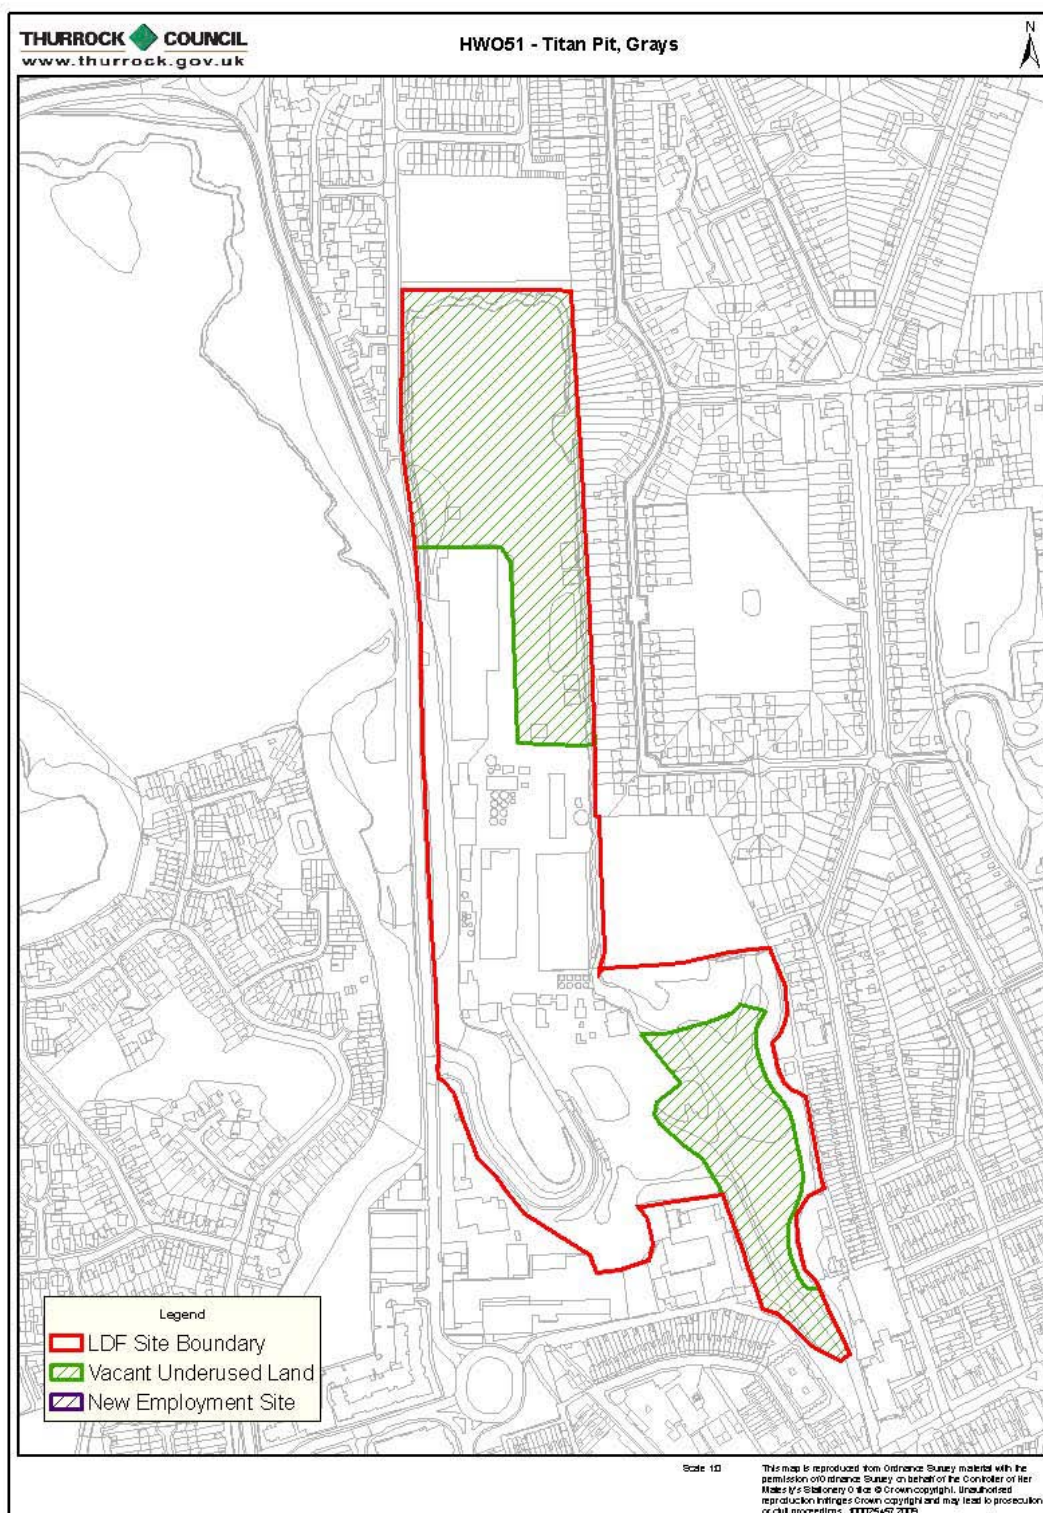 THURROCK COUNCIL
www.thurrock.gov.uk
HWO51 - Titan Pit, Grays
N
Legend
LDF Site Boundary
Vacant Underused Land
New Employment Site
Scale 1:0
This map is reproduced from Ordnance Survey material with the
permission of Ordnance Survey on behalf of the Controller of Her
Majesty's Stationery Office © Crown copyright. Unauthorised
reproduction infringes Crown copyright and may lead to prosecution
or civil proceedings. 2009